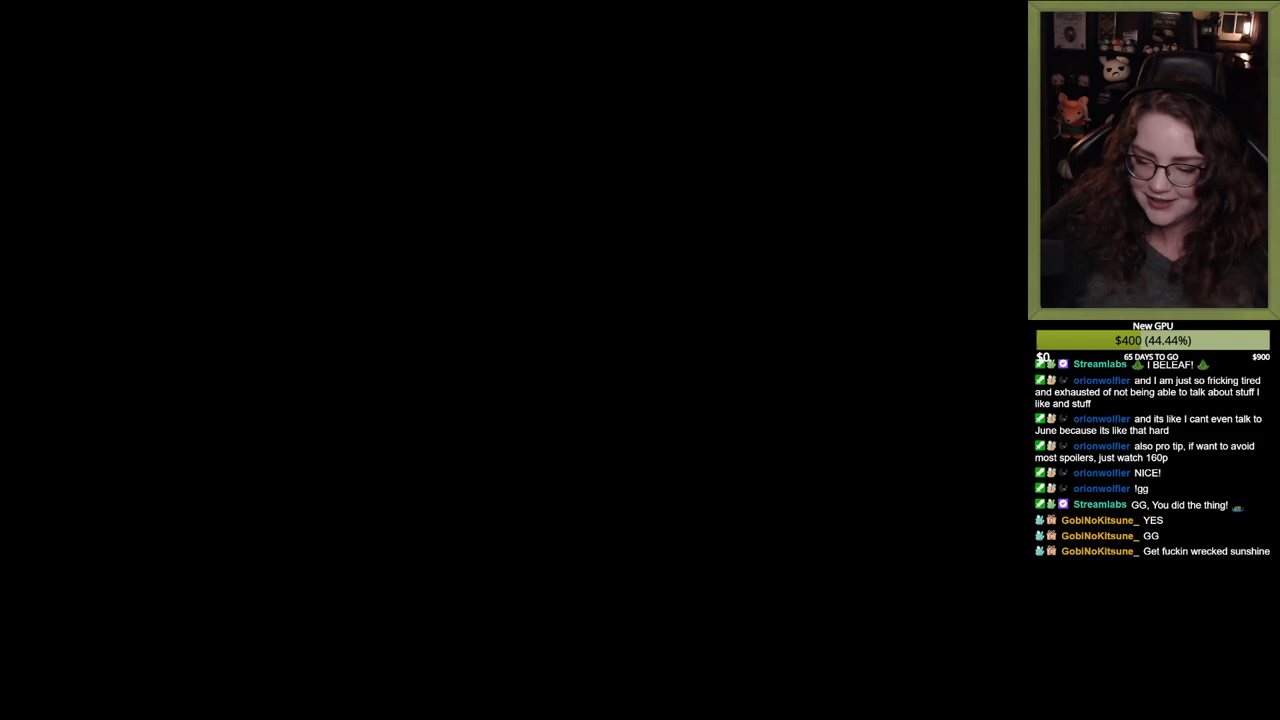 New GPU
$400 (44.44%)
$0 65 DAYS TO GO $900
Streamlabs I BELEAF!
orionwolfier and I am just so fricking tired
and exhausted of not being able to talk about stuff I
like and stuff
orionwolfier and its like I cant even talk to
June because its like that hard
orionwolfier also pro tip, if want to avoid
most spoilers, just watch 160p
orionwolfier NICE!
orionwolfier !gg
Streamlabs GG, You did the thing!
GobiNoKitsune_ YES
GobiNoKitsune_ GG
GobiNoKitsune_ Get fuckin wrecked sunshine